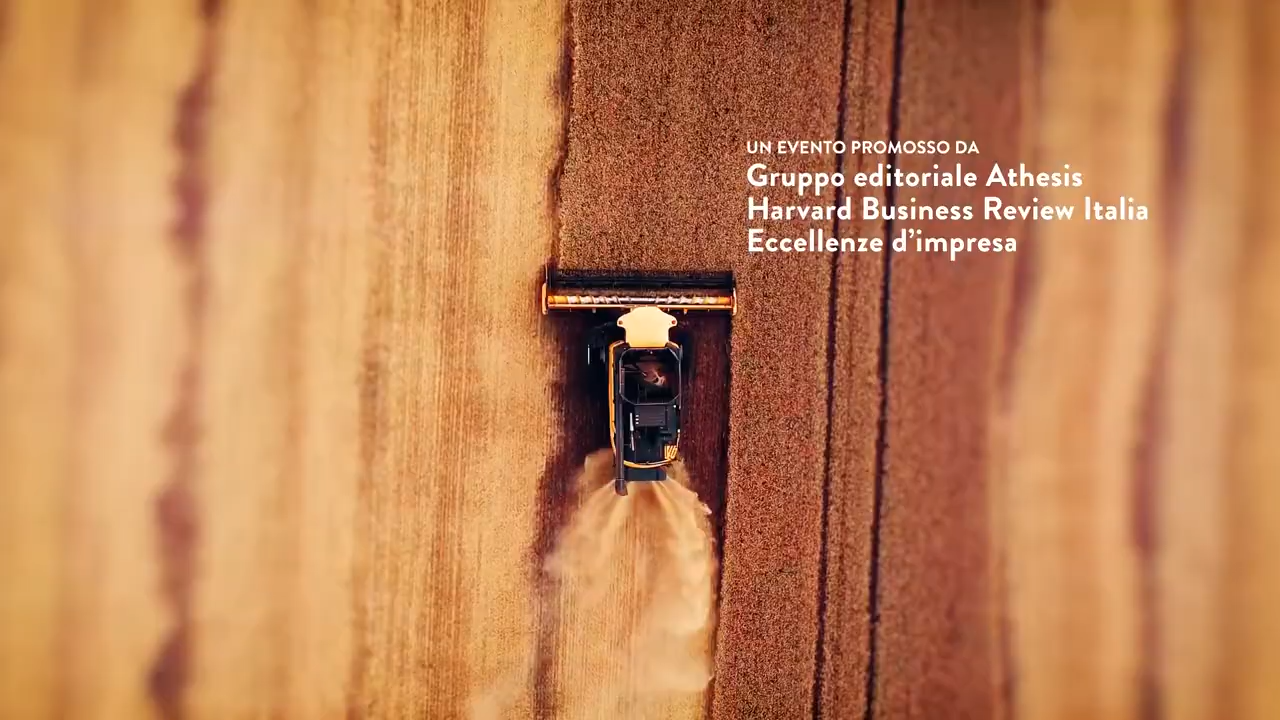 UN EVENTO PROMOSSO DA
Gruppo editoriale Athesis
Harvard Business Review Italia
Eccellenze d’impresa